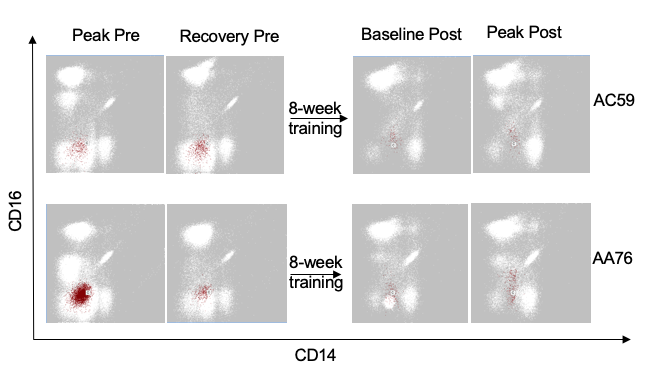 Peak Pre
Recovery Pre
Baseline Post
Peak Post
8-week
training
AC59
CD16
8-week
training
AA76
CD14